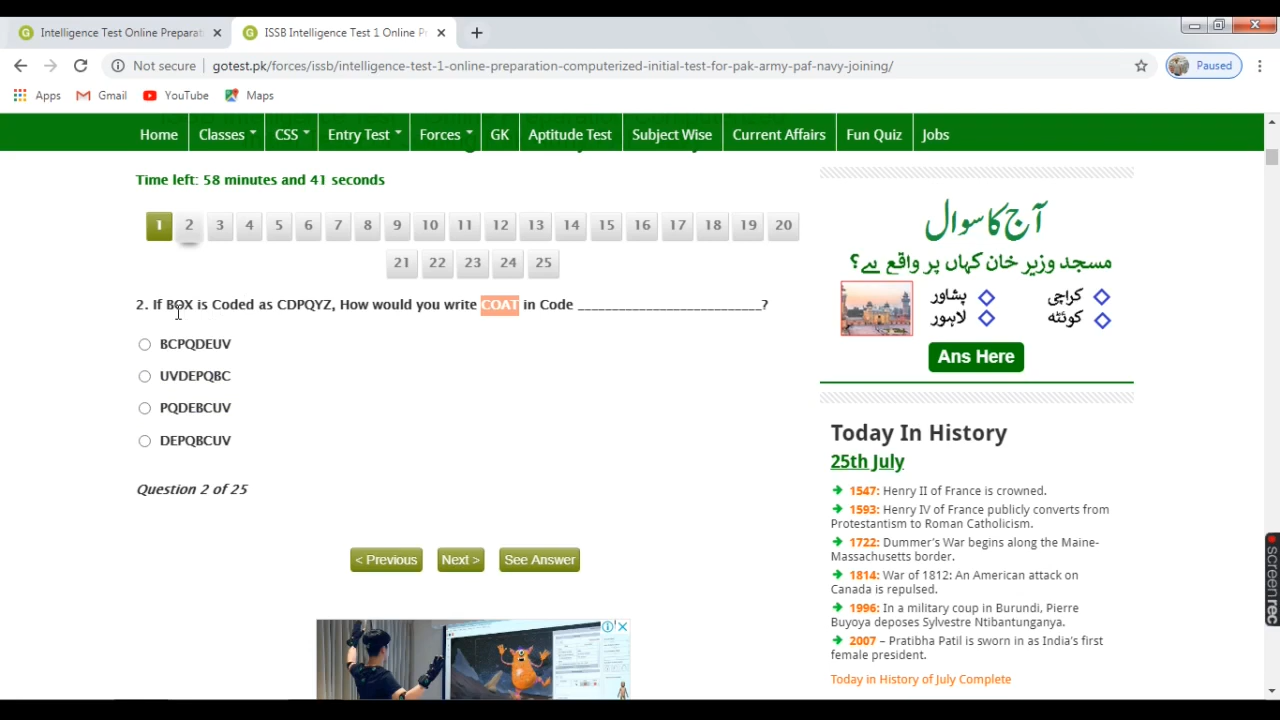 Intelligence Test Online Preparat
ISSB Intelligence Test 1 Online Pr
Not secure
gotest.pk/forces/issb/intelligence-test-1-online-preparation-computerized-initial-test-for-pak-army-paf-navy-joining/
Paused
Apps
Gmail
YouTube
Maps
Home
Classes
CSS
Entry Test
Forces
GK
Aptitude Test
Subject Wise
Current Affairs
Fun Quiz
Jobs
Time left: 58 minutes and 41 seconds
1 2 3 4 5 6 7 8 9 10 11 12 13 14 15 16 17 18 19 20
21 22 23 24 25
2. If BOX is Coded as CDPQYZ, How would you write COAT in Code __________________________?
BCPQDEUV
UVDEPQBC
PQDEBCUV
DEPQBCUV
Question 2 of 25
< Previous
Next >
See Answer
آج کا سوال
مسجد وزیر خان کہاں پر واقع ہے؟
کراچی
پشاور
کوئٹہ
لاہور
Ans Here
Today In History
25th July
1547: Henry II of France is crowned.
1593: Henry IV of France publicly converts from
Protestantism to Roman Catholicism.
1722: Dummer's War begins along the Maine-
Massachusetts border.
1814: War of 1812: An American attack on
Canada is repulsed.
1996: In a military coup in Burundi, Pierre
Buyoya deposes Sylvestre Ntibantunganya.
2007 – Pratibha Patil is sworn in as India's first
female president.
Today in History of July Complete
screenrec